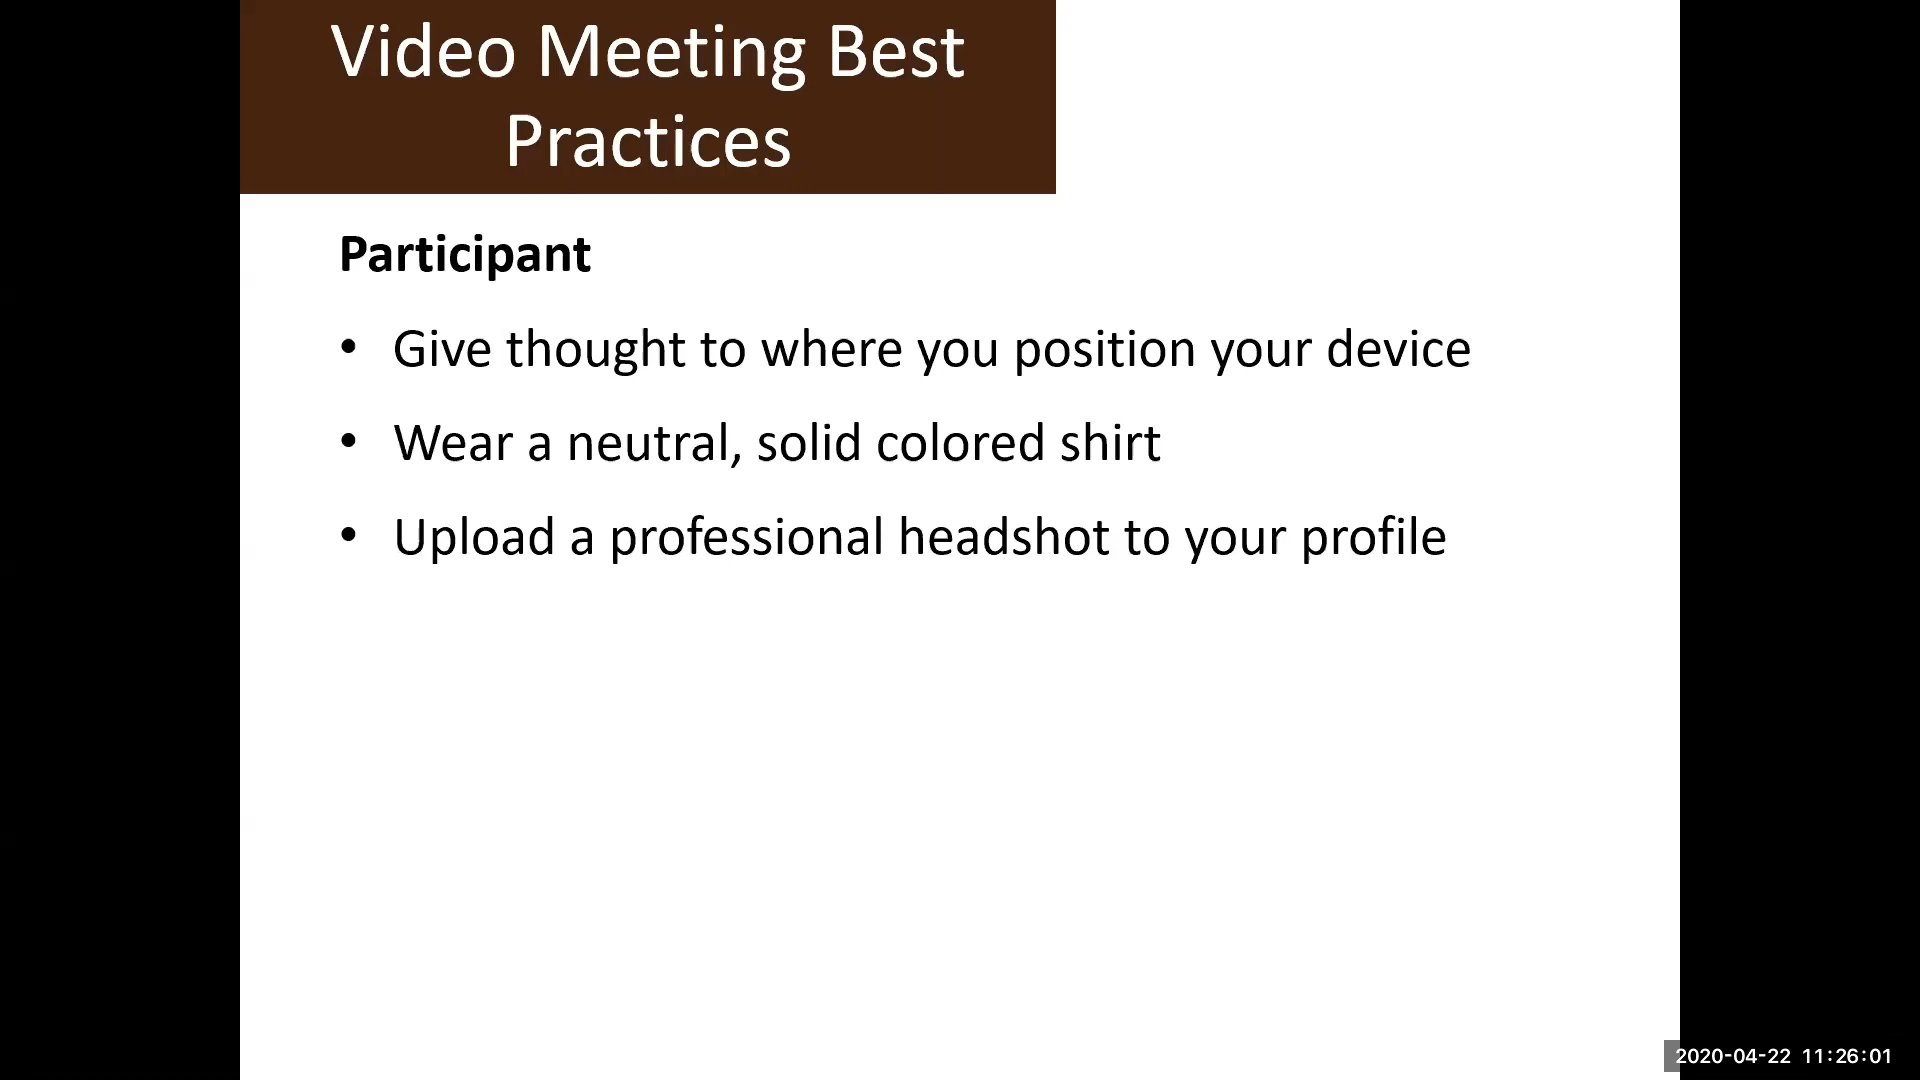 Video Meeting Best
Practices
Participant
• Give thought to where you position your device
• Wear a neutral, solid colored shirt
• Upload a professional headshot to your profile
2020-04-22 11:26:01